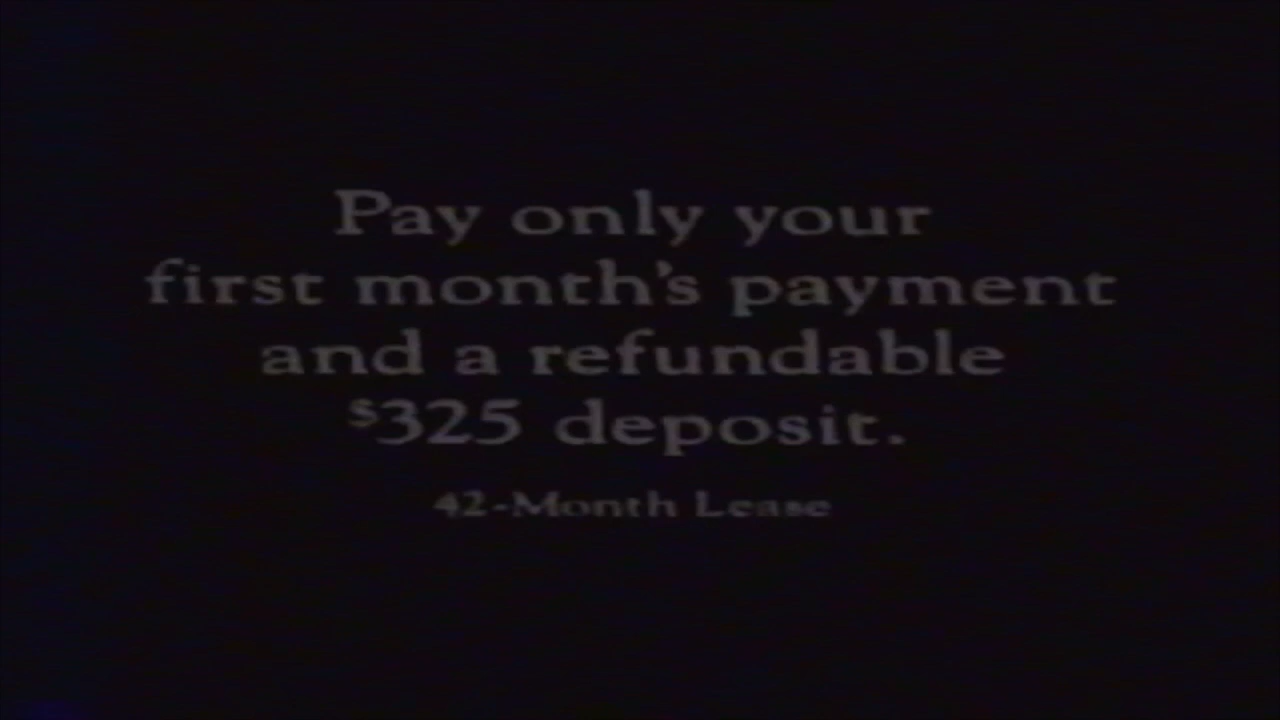 Pay only your
first month's payment
and a refundable
$325 deposit.
42-Month Lease